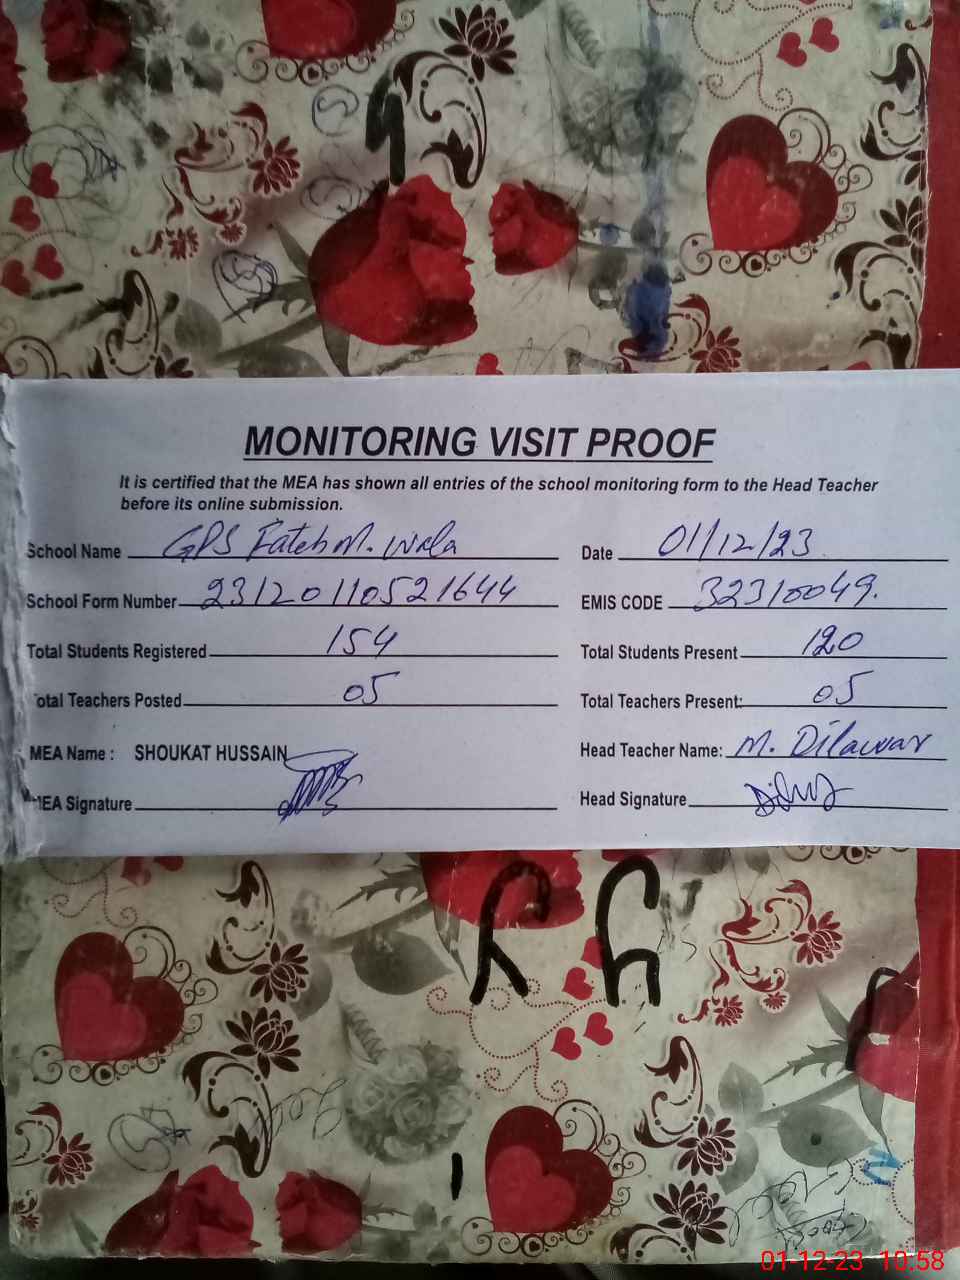 MONITORING VISIT PROOF
It is certified that the MEA has shown all entries of the school monitoring form to the Head Teacher
before its online submission.
School Name GPS Fateh M. Wala
Date 01/12/23
School Form Number 23120110521644
EMIS CODE 32310049.
Total Students Registered 154
Total Students Present 120
otal Teachers Posted 05
Total Teachers Present: 05
MEA Name : SHOUKAT HUSSAIN
Head Teacher Name: M. Dilawar
MEA Signature
Head Signature
01-12-23 10.58